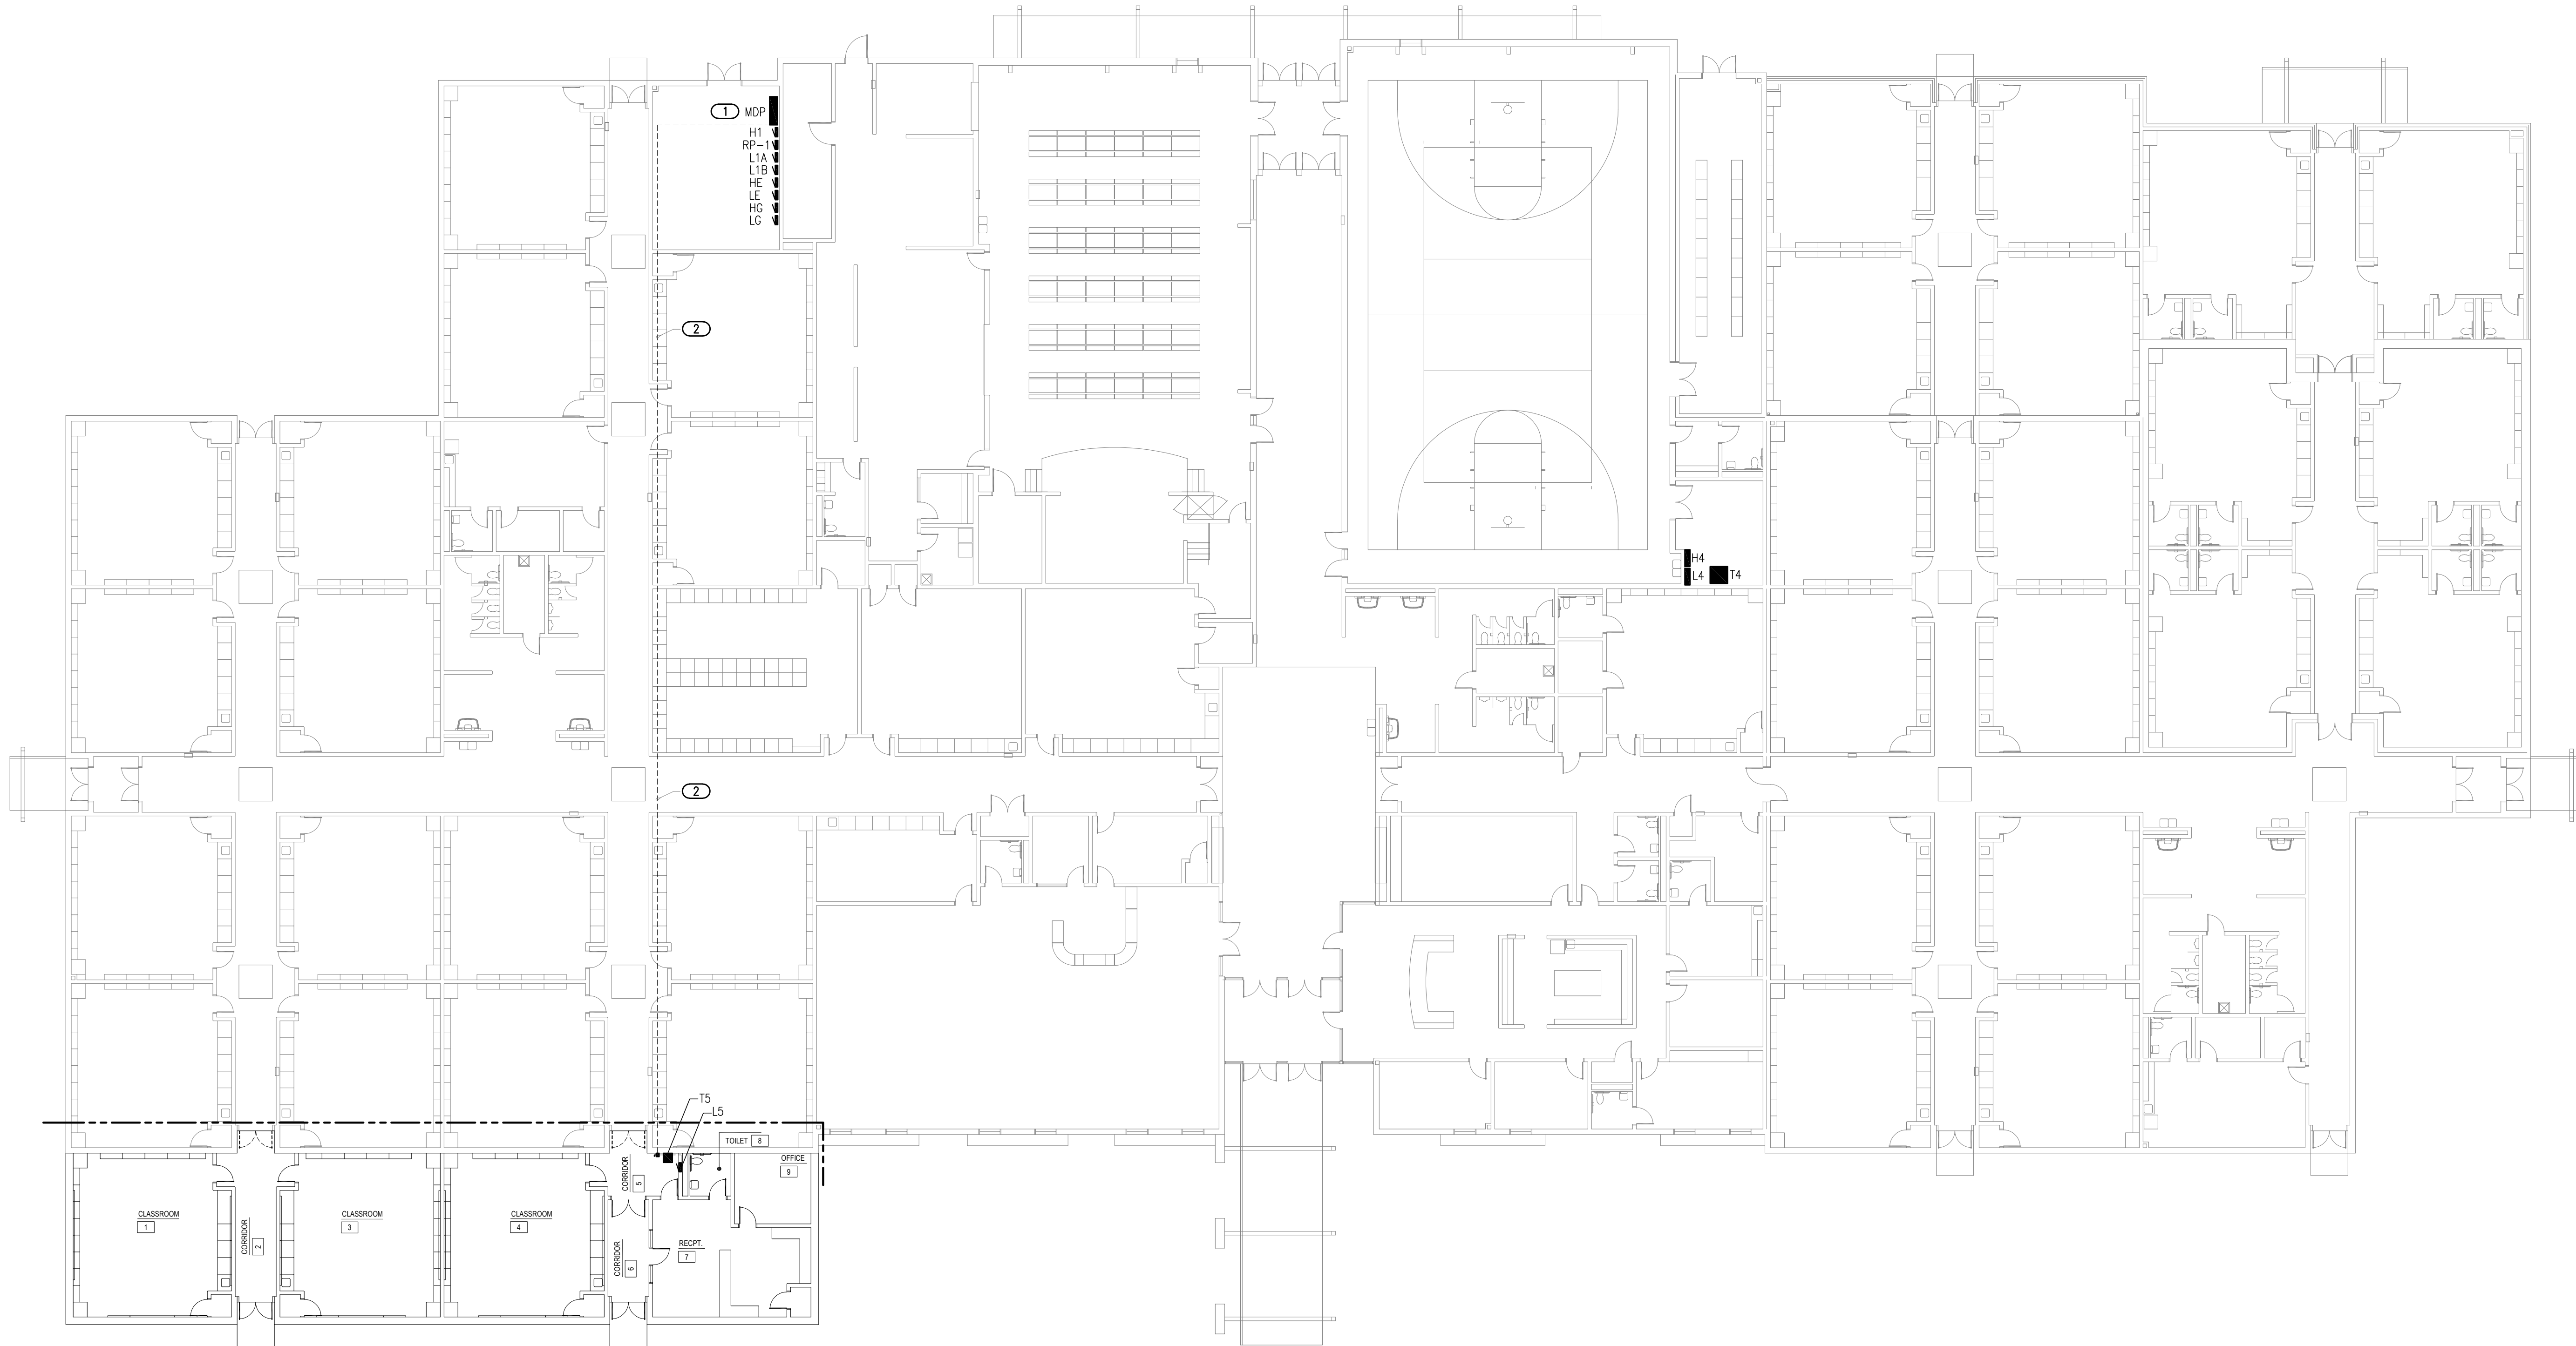 1 MDP
H1
RP-1
L1A
L1B
HE
LE
HG
LG
2
H4
L4 T4
2
T5
L5
TOILET 8
OFFICE
9
CORRIDOR
5
CLASSROOM
1
CLASSROOM
3
CLASSROOM
4
CORRIDOR
2
CORRIDOR
6
RECPT.
7